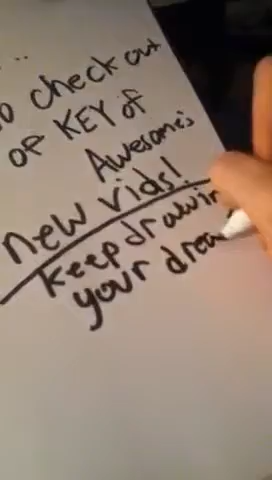 check out
of KEY of
Awesome's
new vids!
keep drawin
your drea